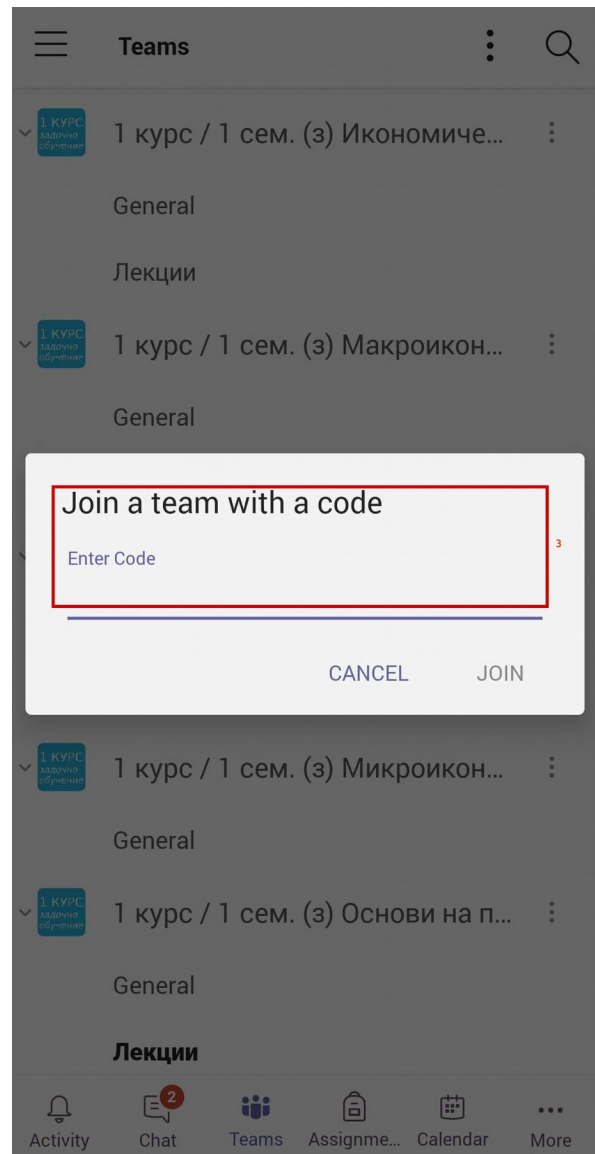 Teams
1 КУРС
задочно
обучение
1 курс / 1 сем. (з) Икономиче...
General
Лекции
1 КУРС
задочно
обучение
1 курс / 1 сем. (з) Макроикон...
General
Join a team with a code
3
Enter Code
CANCEL JOIN
1 КУРС
задочно
обучение
1 курс / 1 сем. (з) Микроикон...
General
1 КУРС
задочно
обучение
1 курс / 1 сем. (з) Основи на п...
General
Лекции
2
Activity Chat Teams Assignme... Calendar More